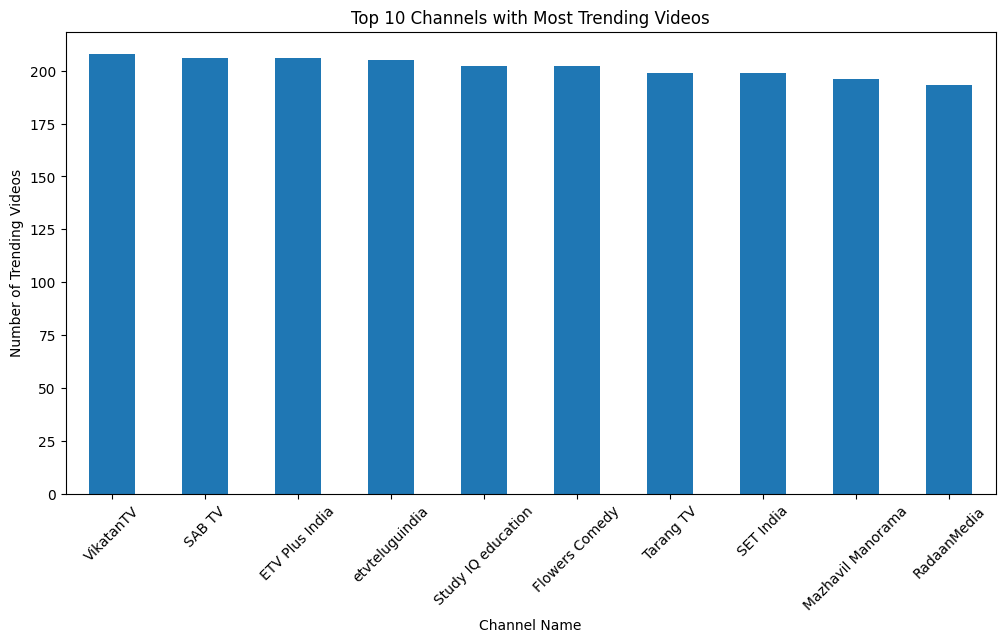 Top 10 Channels with Most Trending Videos
Number of Trending Videos
200
175
150
125
100
75
50
25
0
VikatanTV
SAB TV
ETV Plus India
etvteluguindia
Study IQ education
Flowers Comedy
Tarang TV
SET India
Mazhavil Manorama
RadaanMedia
Channel Name